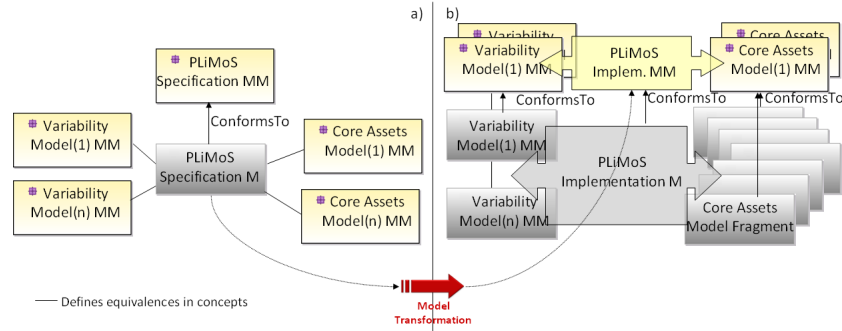 a)
PLiMoS
Specification MM
ConformsTo
Variability
Model(1) MM
Variability
Model(n) MM
PLiMoS
Specification M
Core Assets
Model(1) MM
Core Assets
Model(n) MM
Defines equivalences in concepts
Model
Transformation
b)
Variability
Variability
Model(1) MM
PLiMoS
Implem. MM
Core Assets
Core Assets
Model(1) MM
ConformsTo
ConformsTo
ConformsTo
Variability
Model(1) MM
PLiMoS
Implementation M
Variability
Model(n) MM
Core Assets
Model Fragment